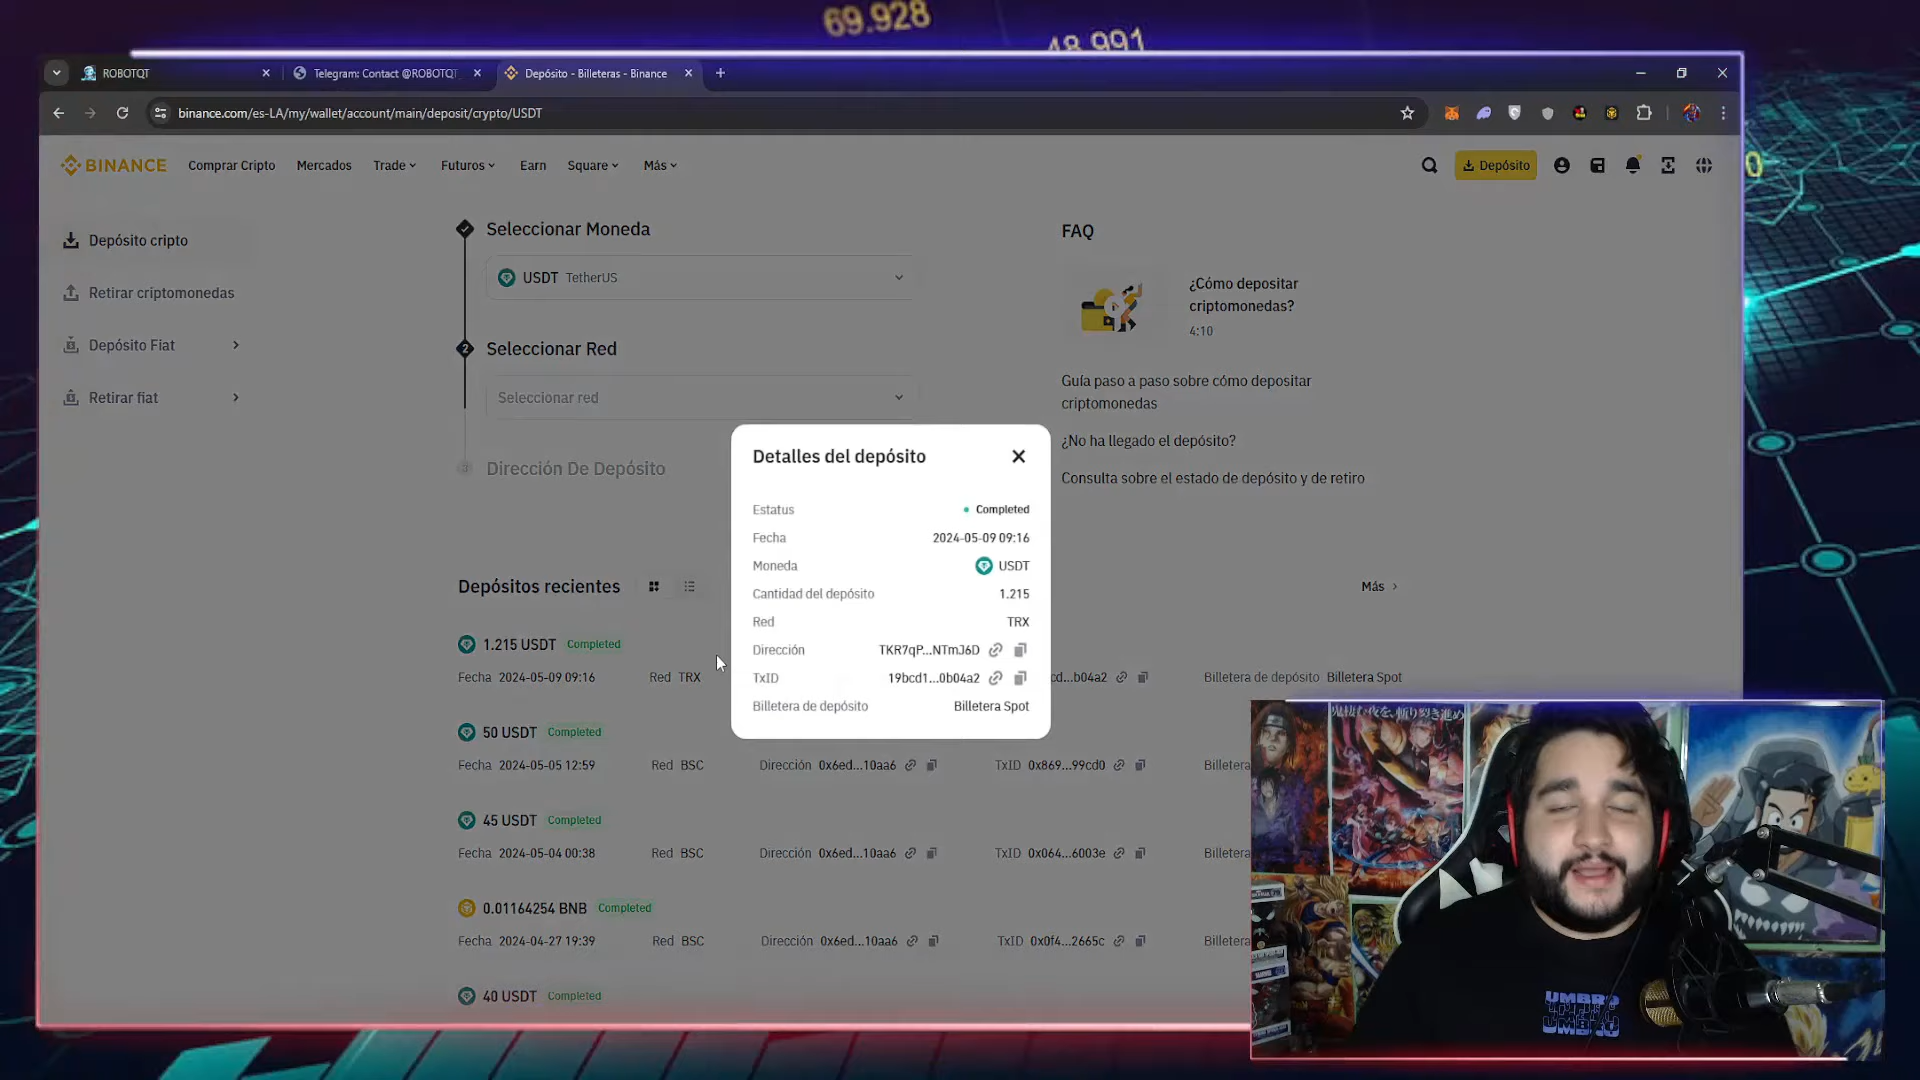 69.928
48.991
0
ROBOTQT
Telegram: Contact @ROBOTQT
Depósito - Billeteras - Binance
binance.com/es-LA/my/wallet/account/main/deposit/crypto/USDT
BINANCE Comprar Cripto Mercados Trade Futuros Earn Square Más Depósito
Depósito cripto
Retirar criptomonedas
Depósito Fiat
Retirar fiat
Seleccionar Moneda
USDT TetherUS
2 Seleccionar Red
Seleccionar red
Dirección De Depósito
FAQ
¿Cómo depositar
criptomonedas?
4:10
Guía paso a paso sobre cómo depositar
criptomonedas
¿No ha llegado el depósito?
Consulta sobre el estado de depósito y de retiro
Detalles del depósito
Estatus Completed
Fecha 2024-05-09 09:16
Moneda USDT
Cantidad del depósito 1.215
Red TRX
Dirección TKR7qP...NTmJ6D
TxID 19bcd1...0b04a2
Billetera de depósito Billetera Spot
Depósitos recientes Más
1.215 USDT Completed
Fecha 2024-05-09 09:16 Red TRX cd...b04a2 Billetera de depósito Billetera Spot
50 USDT Completed
Fecha 2024-05-05 12:59 Red BSC Dirección 0x6ed...10aa6 TxID 0x869...99cd0 Billetera
45 USDT Completed
Fecha 2024-05-04 00:38 Red BSC Dirección 0x6ed...10aa6 TxID 0x064...6003e Billetera
0.01164254 BNB Completed
Fecha 2024-04-27 19:39 Red BSC Dirección 0x6ed...10aa6 TxID 0x0f4...2665c Billetera
40 USDT Completed
UMBRO
UMBRO